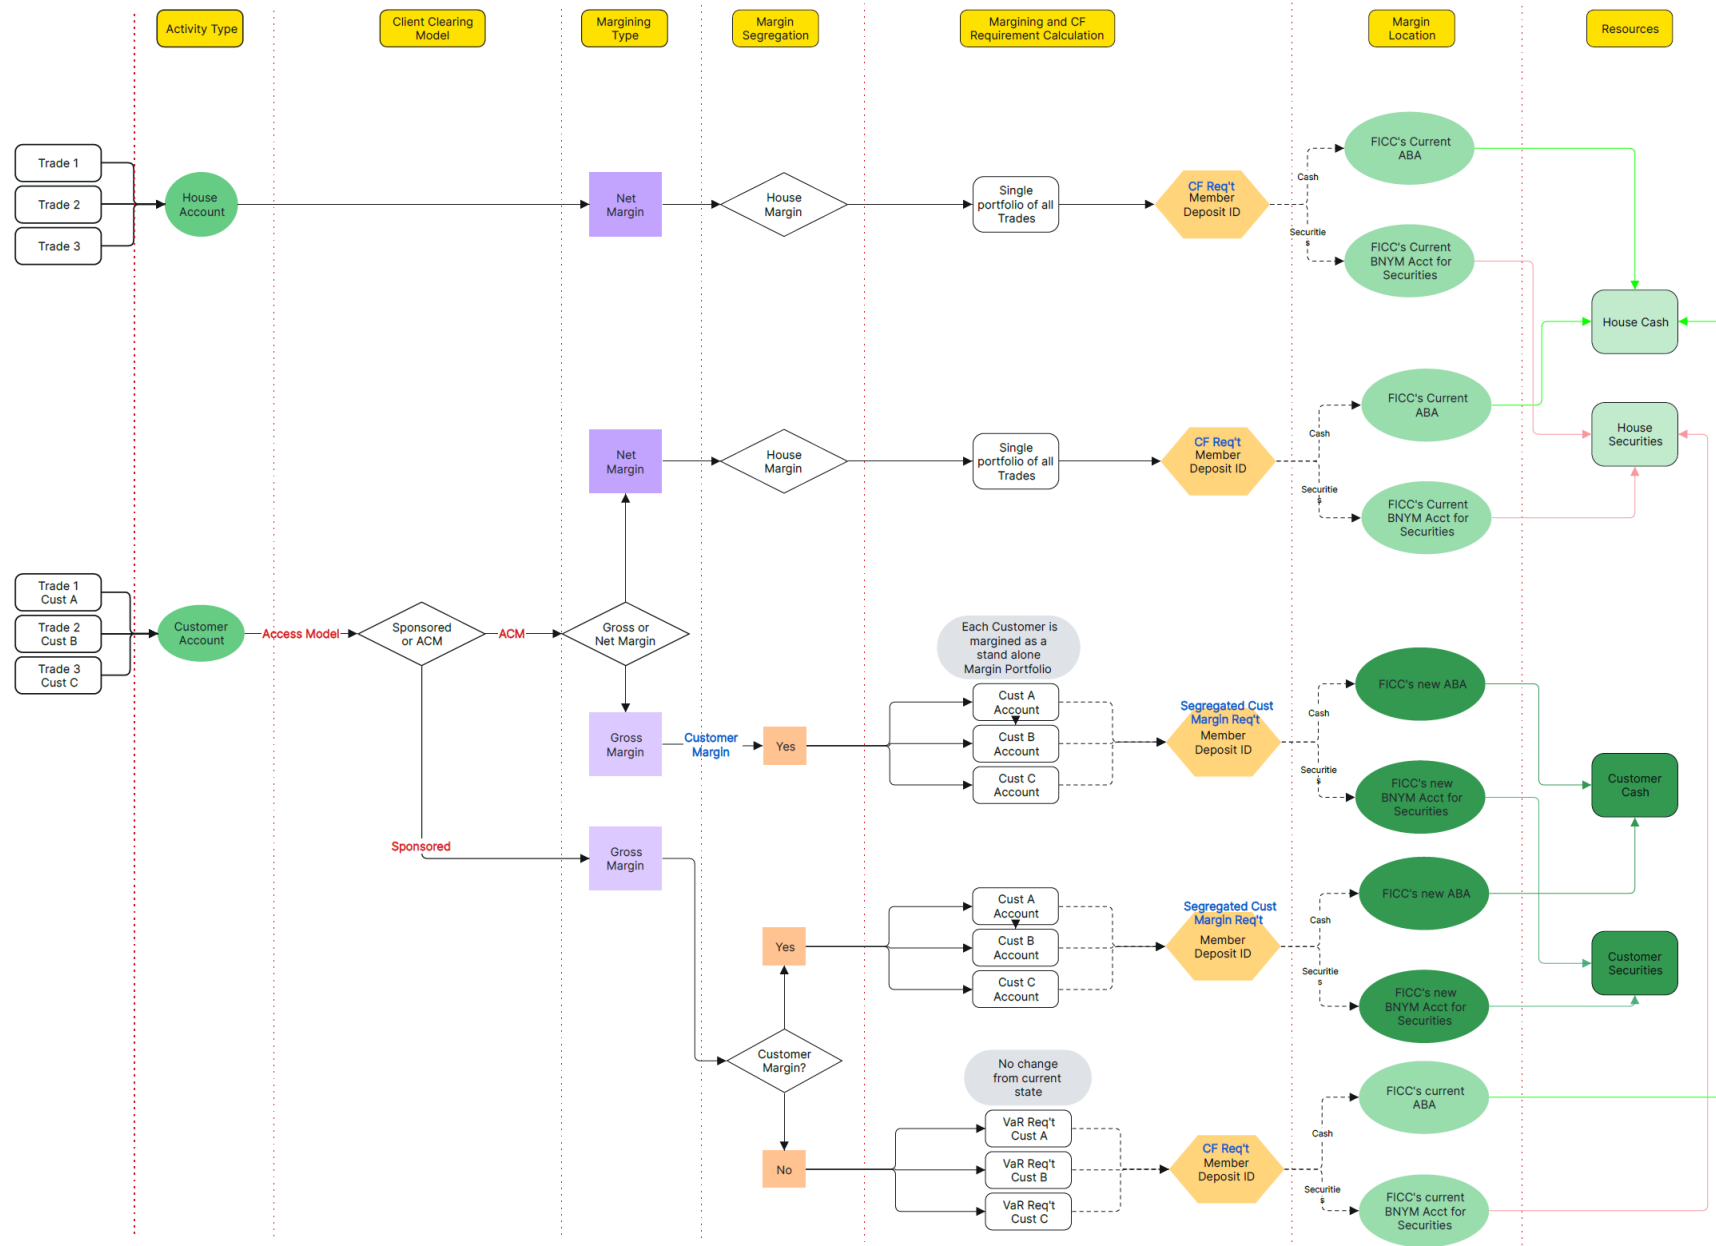 Activity Type
Client Clearing
Model
Margining
Type
Margin
Segregation
Margining and CF
Requirement Calculation
Margin
Location
Resources
Trade 1
Trade 2
Trade 3
House
Account
Net
Margin
House
Margin
Single
portfolio of all
Trades
CF Req't
Member
Deposit ID
Cash
Securitie
s
FICC's Current
ABA
FICC's Current
BNYM Acct for
Securities
House Cash
Net
Margin
House
Margin
Single
portfolio of all
Trades
CF Req't
Member
Deposit ID
Cash
Securitie
s
FICC's Current
ABA
FICC's Current
BNYM Acct for
Securities
House
Securities
Trade 1
Cust A
Trade 2
Cust B
Trade 3
Cust C
Customer
Account
Access Model
Sponsored
or ACM
ACM
Gross or
Net Margin
Gross
Margin
Customer
Margin
Yes
Each Customer is
margined as a
stand alone
Margin Portfolio
Cust A
Account
Cust B
Account
Cust C
Account
Segregated Cust
Margin Req't
Member
Deposit ID
Cash
Securitie
s
FICC's new ABA
FICC's new
BNYM Acct for
Securities
Customer
Cash
Sponsored
Gross
Margin
Yes
Cust A
Account
Cust B
Account
Cust C
Account
Segregated Cust
Margin Req't
Member
Deposit ID
Cash
Securitie
s
FICC's new ABA
FICC's new
BNYM Acct for
Securities
Customer
Securities
Customer
Margin?
No change
from current
state
No
VaR Req't
Cust A
VaR Req't
Cust B
VaR Req't
Cust C
CF Req't
Member
Deposit ID
Cash
Securitie
s
FICC's current
ABA
FICC's current
BNYM Acct for
Securities